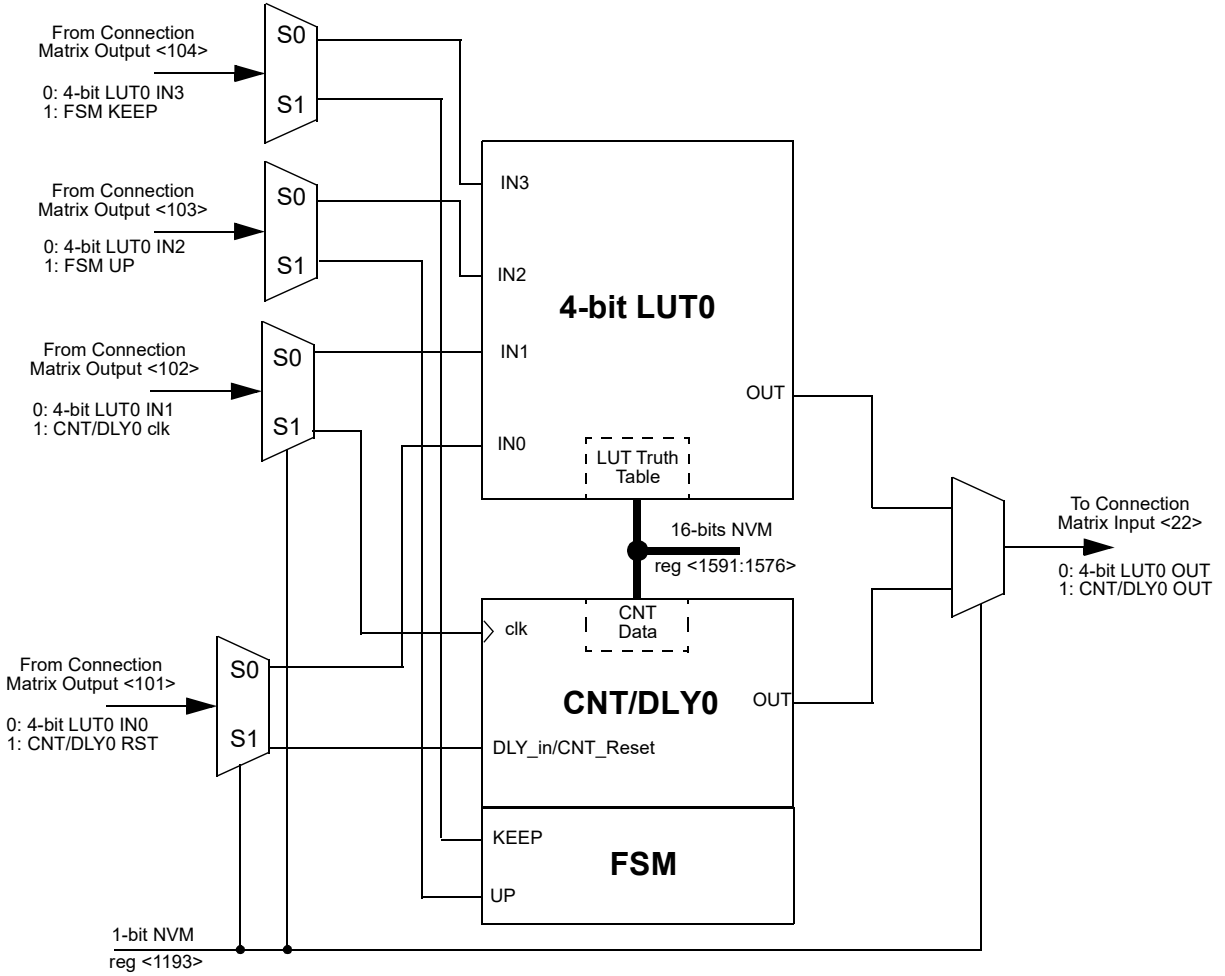 From Connection
Matrix Output <104>
0: 4-bit LUT0 IN3
1: FSM KEEP
S0
S1
From Connection
Matrix Output <103>
0: 4-bit LUT0 IN2
1: FSM UP
S0
S1
From Connection
Matrix Output <102>
0: 4-bit LUT0 IN1
1: CNT/DLY0 clk
S0
S1
From Connection
Matrix Output <101>
0: 4-bit LUT0 IN0
1: CNT/DLY0 RST
S0
S1
IN3
IN2
IN1
IN0
4-bit LUT0
OUT
LUT Truth
Table
16-bits NVM
reg <1591:1576>
clk
CNT
Data
CNT/DLY0
OUT
DLY_in/CNT_Reset
KEEP
FSM
UP
To Connection
Matrix Input <22>
0: 4-bit LUT0 OUT
1: CNT/DLY0 OUT
1-bit NVM
reg <1193>